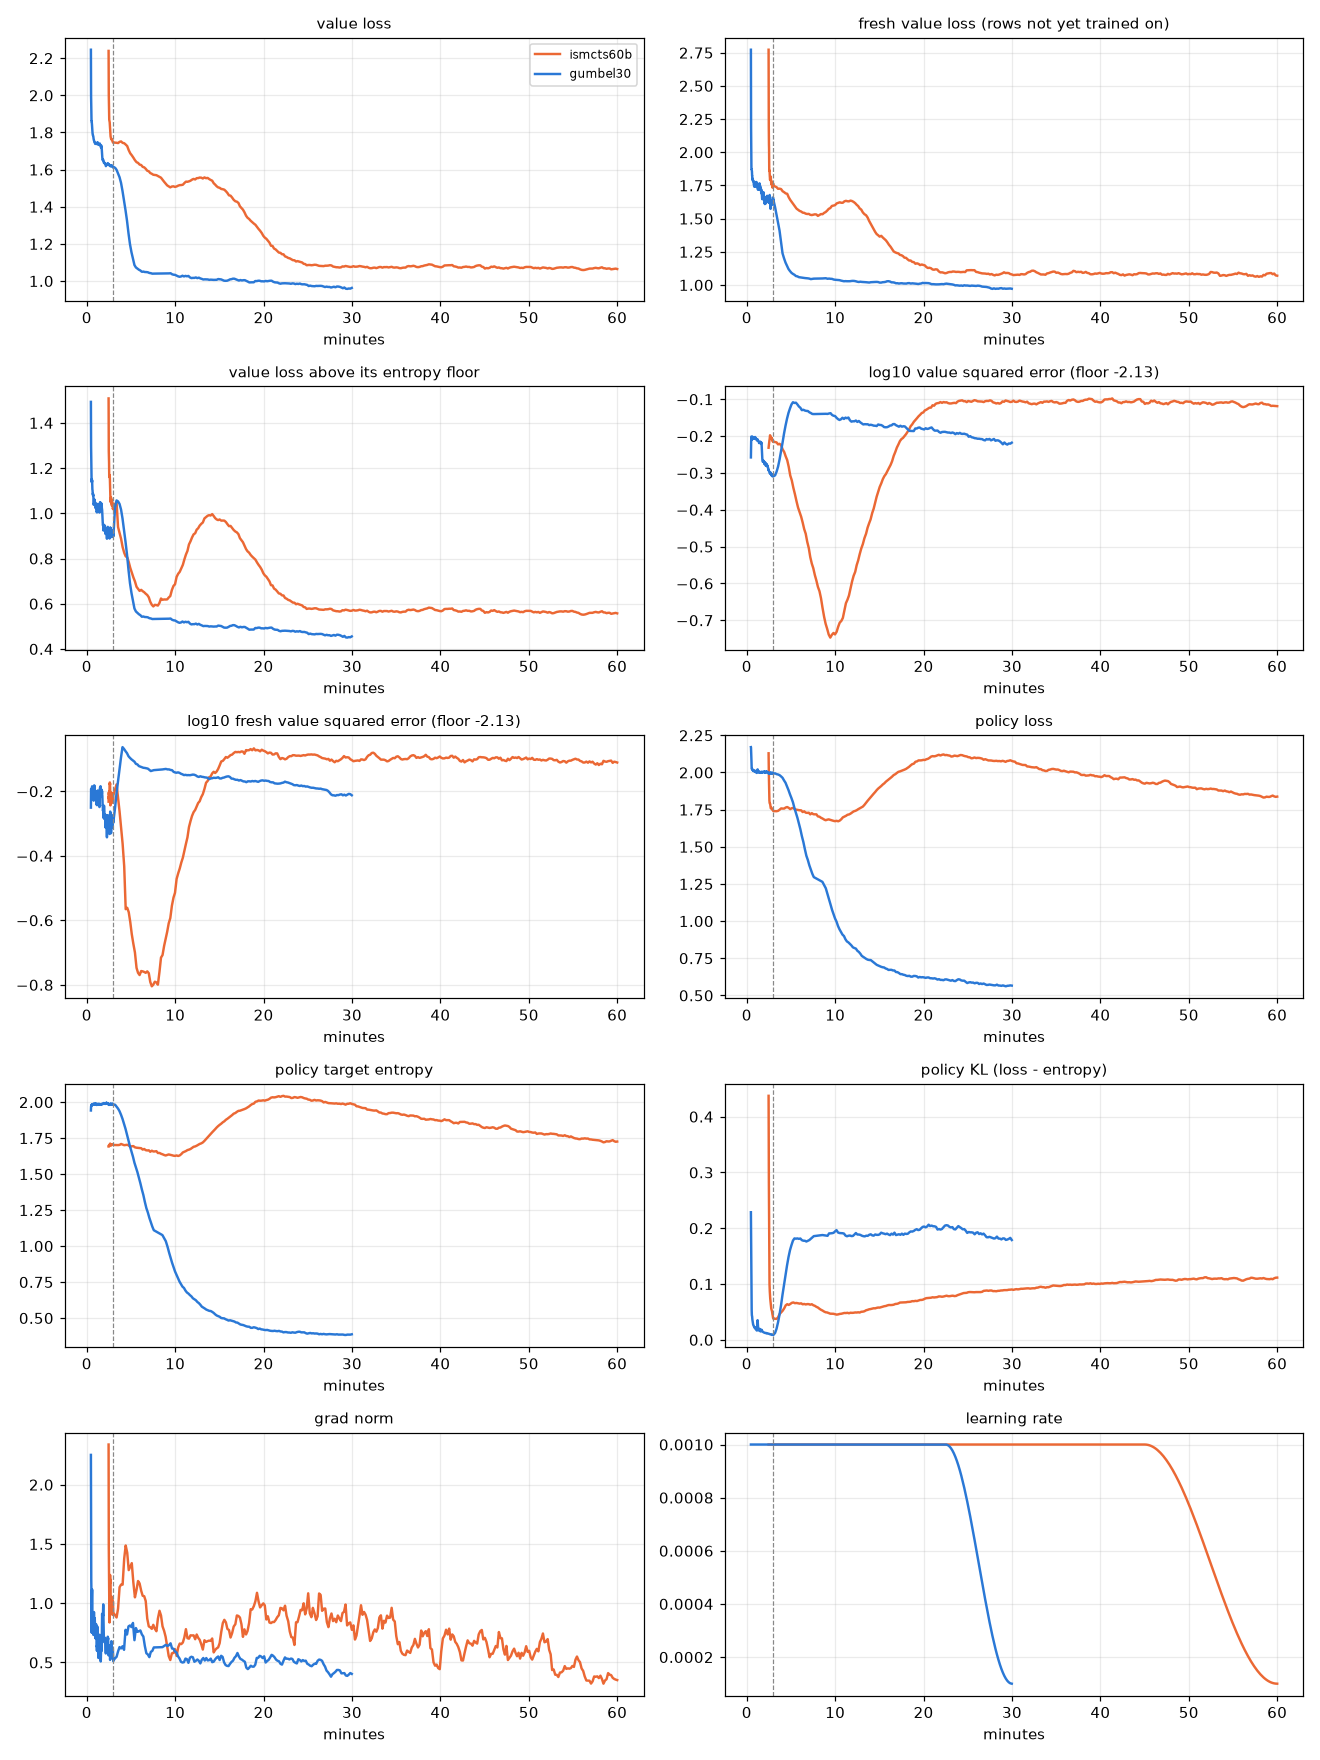 value loss
fresh value loss (rows not yet trained on)
ismcts60b
gumbel30
2.2
2.0
1.8
1.6
1.4
1.2
1.0
0 10 20 30 40 50 60
minutes
2.75
2.50
2.25
2.00
1.75
1.50
1.25
1.00
0 10 20 30 40 50 60
minutes
value loss above its entropy floor
log10 value squared error (floor -2.13)
1.4
1.2
1.0
0.8
0.6
0.4
0 10 20 30 40 50 60
minutes
−0.1
−0.2
−0.3
−0.4
−0.5
−0.6
−0.7
0 10 20 30 40 50 60
minutes
log10 fresh value squared error (floor -2.13)
policy loss
−0.2
−0.4
−0.6
−0.8
0 10 20 30 40 50 60
minutes
2.25
2.00
1.75
1.50
1.25
1.00
0.75
0.50
0 10 20 30 40 50 60
minutes
policy target entropy
policy KL (loss - entropy)
2.00
1.75
1.50
1.25
1.00
0.75
0.50
0 10 20 30 40 50 60
minutes
0.4
0.3
0.2
0.1
0.0
0 10 20 30 40 50 60
minutes
grad norm
learning rate
2.0
1.5
1.0
0.5
0 10 20 30 40 50 60
minutes
0.0010
0.0008
0.0006
0.0004
0.0002
0 10 20 30 40 50 60
minutes